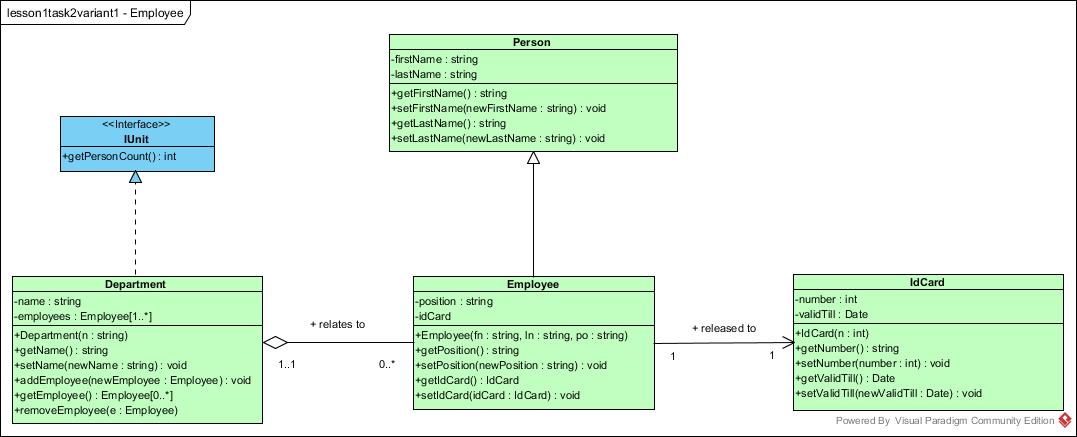 lesson1task2variant1 - Employee
Person
-firstName : string
-lastName : string
+getFirstName() : string
+setFirstName(newFirstName : string) : void
+getLastName() : string
+setLastName(newLastName : string) : void
<<Interface>>
IUnit
+getPersonCount() : int
Department
-name : string
-employees : Employee[1..*]
+Department(n : string)
+getName() : string
+setName(newName : string) : void
+addEmployee(newEmployee : Employee) : void
+getEmployee() : Employee[0..*]
+removeEmployee(e : Employee)
+ relates to
1..1
0..*
Employee
-position : string
-idCard
+Employee(fn : string, ln : string, po : string)
+getPosition() : string
+setPosition(newPosition : string) : void
+getIdCard() : IdCard
+setIdCard(idCard : IdCard) : void
+ released to
1
1
IdCard
-number : int
-validTill : Date
+IdCard(n : int)
+getNumber() : string
+setNumber(number : int) : void
+getValidTill() : Date
+setValidTill(newValidTill : Date) : void
Powered By Visual Paradigm Community Edition